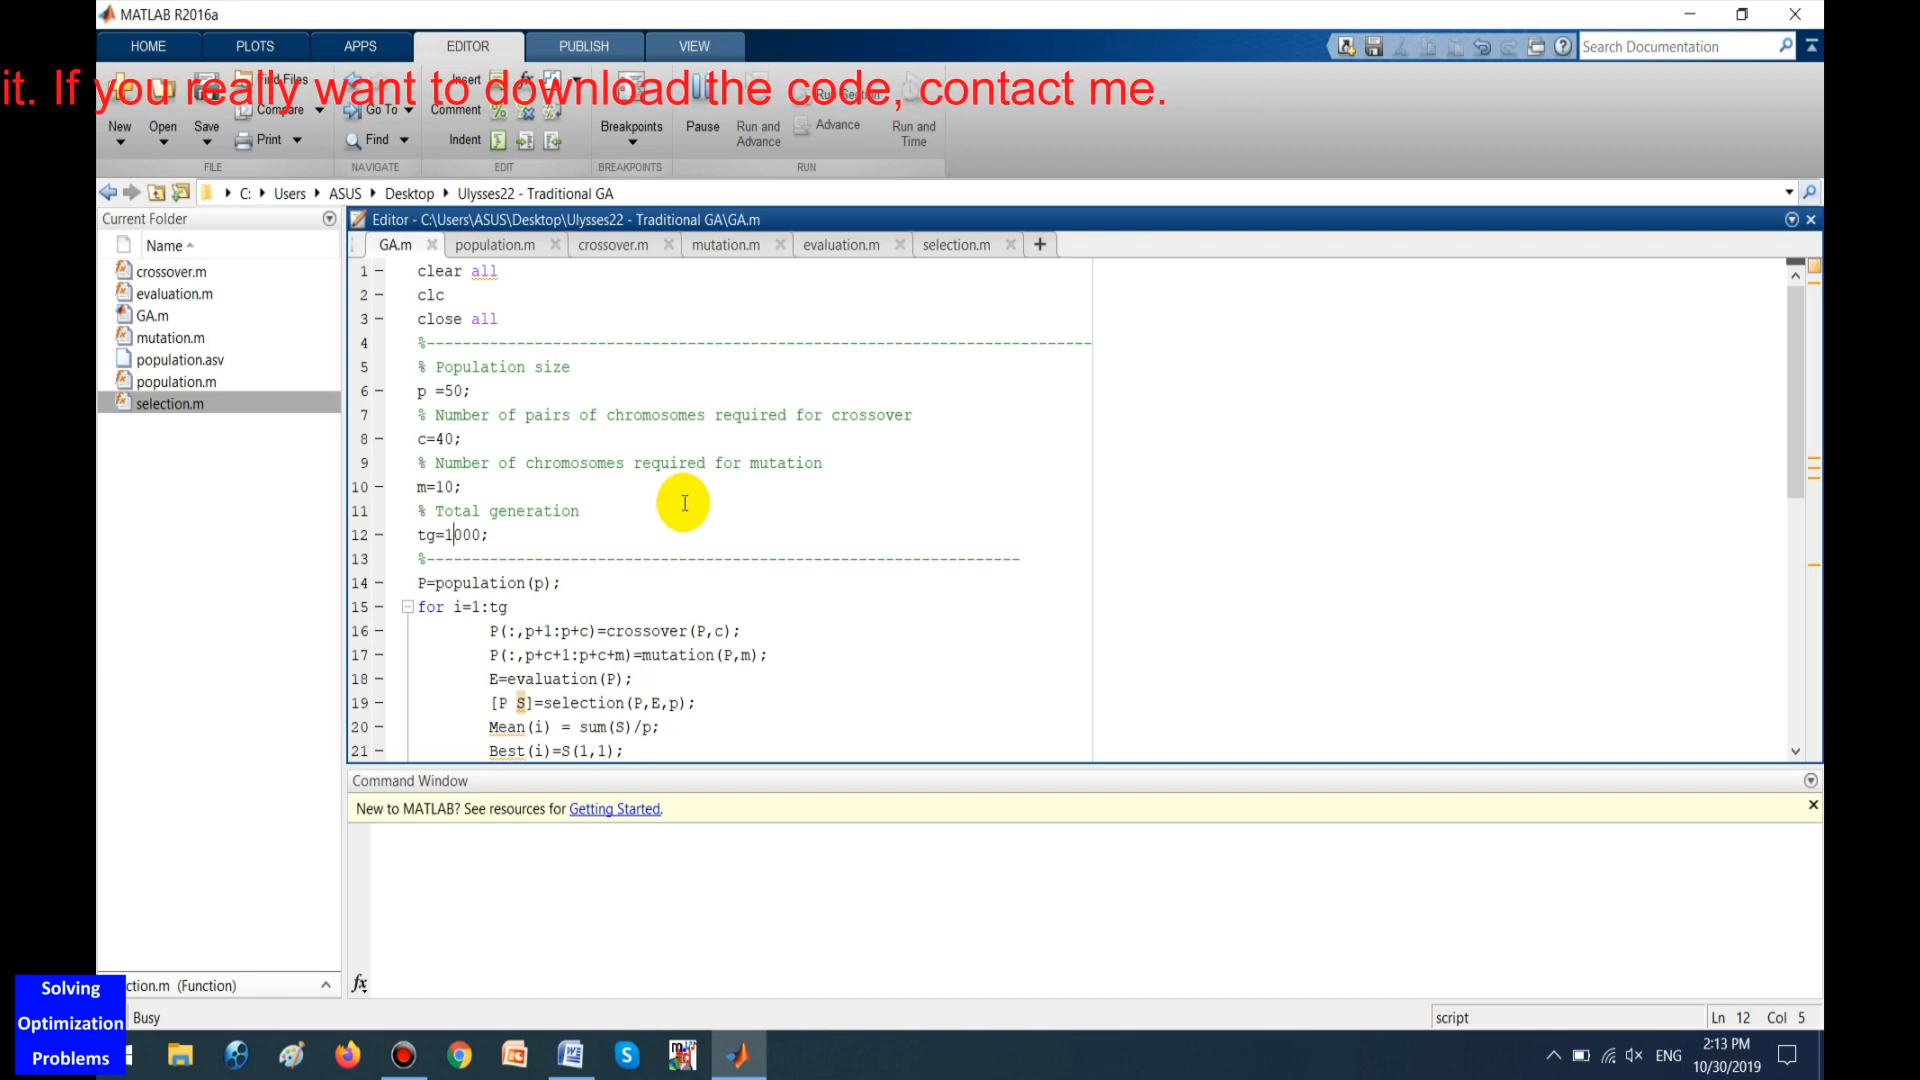 MATLAB R2016a
HOME PLOTS APPS EDITOR PUBLISH VIEW
Search Documentation
it. If you really want to download the code, contact me.
New Open Save Find Files Compare Print
Insert Comment Indent
Go To Find
Breakpoints Pause Run and Advance Run Section Advance Run and Time
FILE NAVIGATE EDIT BREAKPOINTS RUN
C: Users ASUS Desktop Ulysses22 - Traditional GA
Current Folder
Name
crossover.m
evaluation.m
GA.m
mutation.m
population.asv
population.m
selection.m
Editor - C:\Users\ASUS\Desktop\Ulysses22 - Traditional GA\GA.m
GA.m population.m crossover.m mutation.m evaluation.m selection.m
1 clear all
2 clc
3 close all
4 %--------------------------------------------------------------------------
5 % Population size
6 p =50;
7 % Number of pairs of chromosomes required for crossover
8 c=40;
9 % Number of chromosomes required for mutation
10 m=10;
11 % Total generation
12 tg=1000;
13 %------------------------------------------------------------------
14 P=population(p);
15 for i=1:tg
16 P(:,p+1:p+c)=crossover(P,c);
17 P(:,p+c+1:p+c+m)=mutation(P,m);
18 E=evaluation(P);
19 [P S]=selection(P,E,p);
20 Mean(i) = sum(S)/p;
21 Best(i)=S(1,1);
Command Window
New to MATLAB? See resources for Getting Started.
fx
ction.m (Function)
Busy
script Ln 12 Col 5
Solving
Optimization
Problems
ENG
2:13 PM
10/30/2019